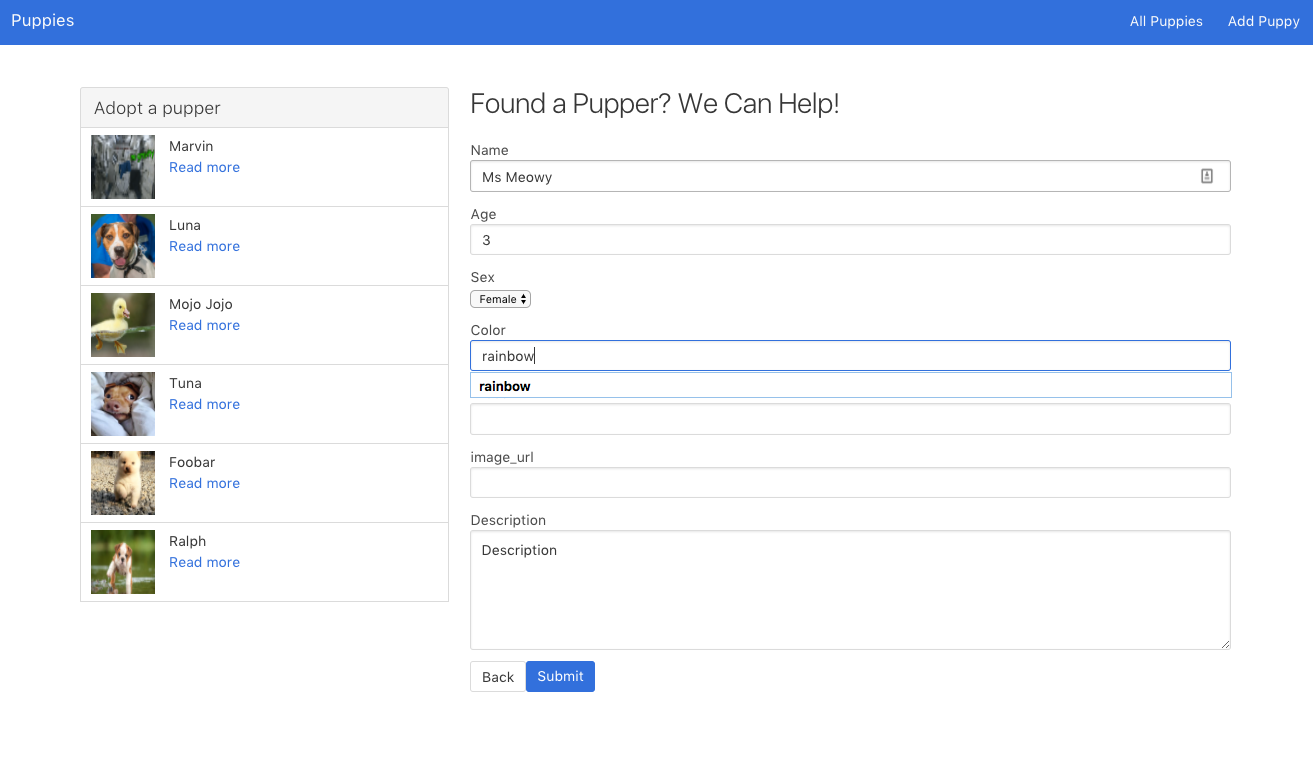 Puppies
All Puppies
Add Puppy
Adopt a pupper
Marvin
Read more
Luna
Read more
Mojo Jojo
Read more
Tuna
Read more
Foobar
Read more
Ralph
Read more
Found a Pupper? We Can Help!
Name
Ms Meowy
Age
3
Sex
Female
Color
rainbow
rainbow
image_url
Description
Description
Back
Submit